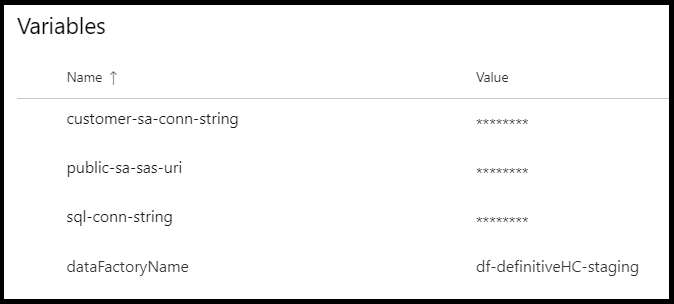 Variables
Name ↑ Value
customer-sa-conn-string ********
public-sa-sas-uri ********
sql-conn-string ********
dataFactoryName df-definitiveHC-staging